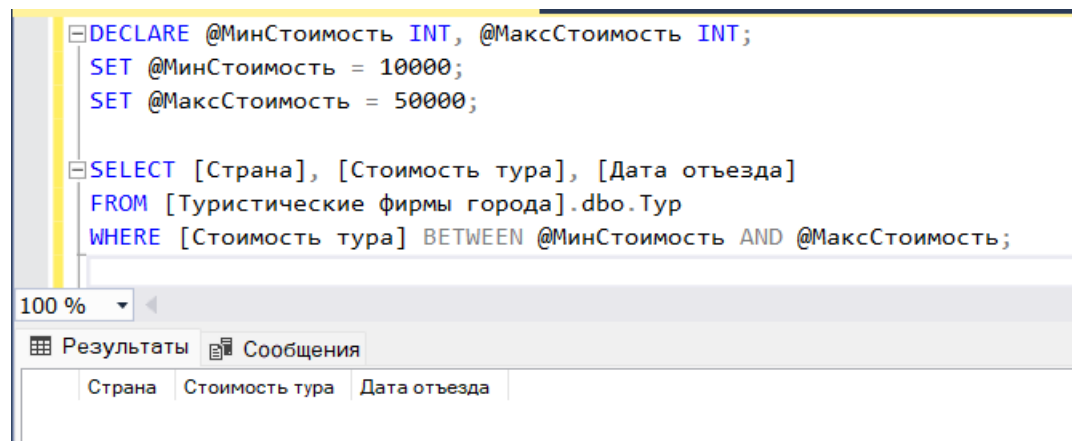 DECLARE @МинСтоимость INT, @МаксСтоимость INT;
SET @МинСтоимость = 10000;
SET @МаксСтоимость = 50000;
SELECT [Страна], [Стоимость тура], [Дата отъезда]
FROM [Туристические фирмы города].dbo.Тур
WHERE [Стоимость тура] BETWEEN @МинСтоимость AND @МаксСтоимость;
100 %
Результаты Сообщения
Страна Стоимость тура Дата отъезда